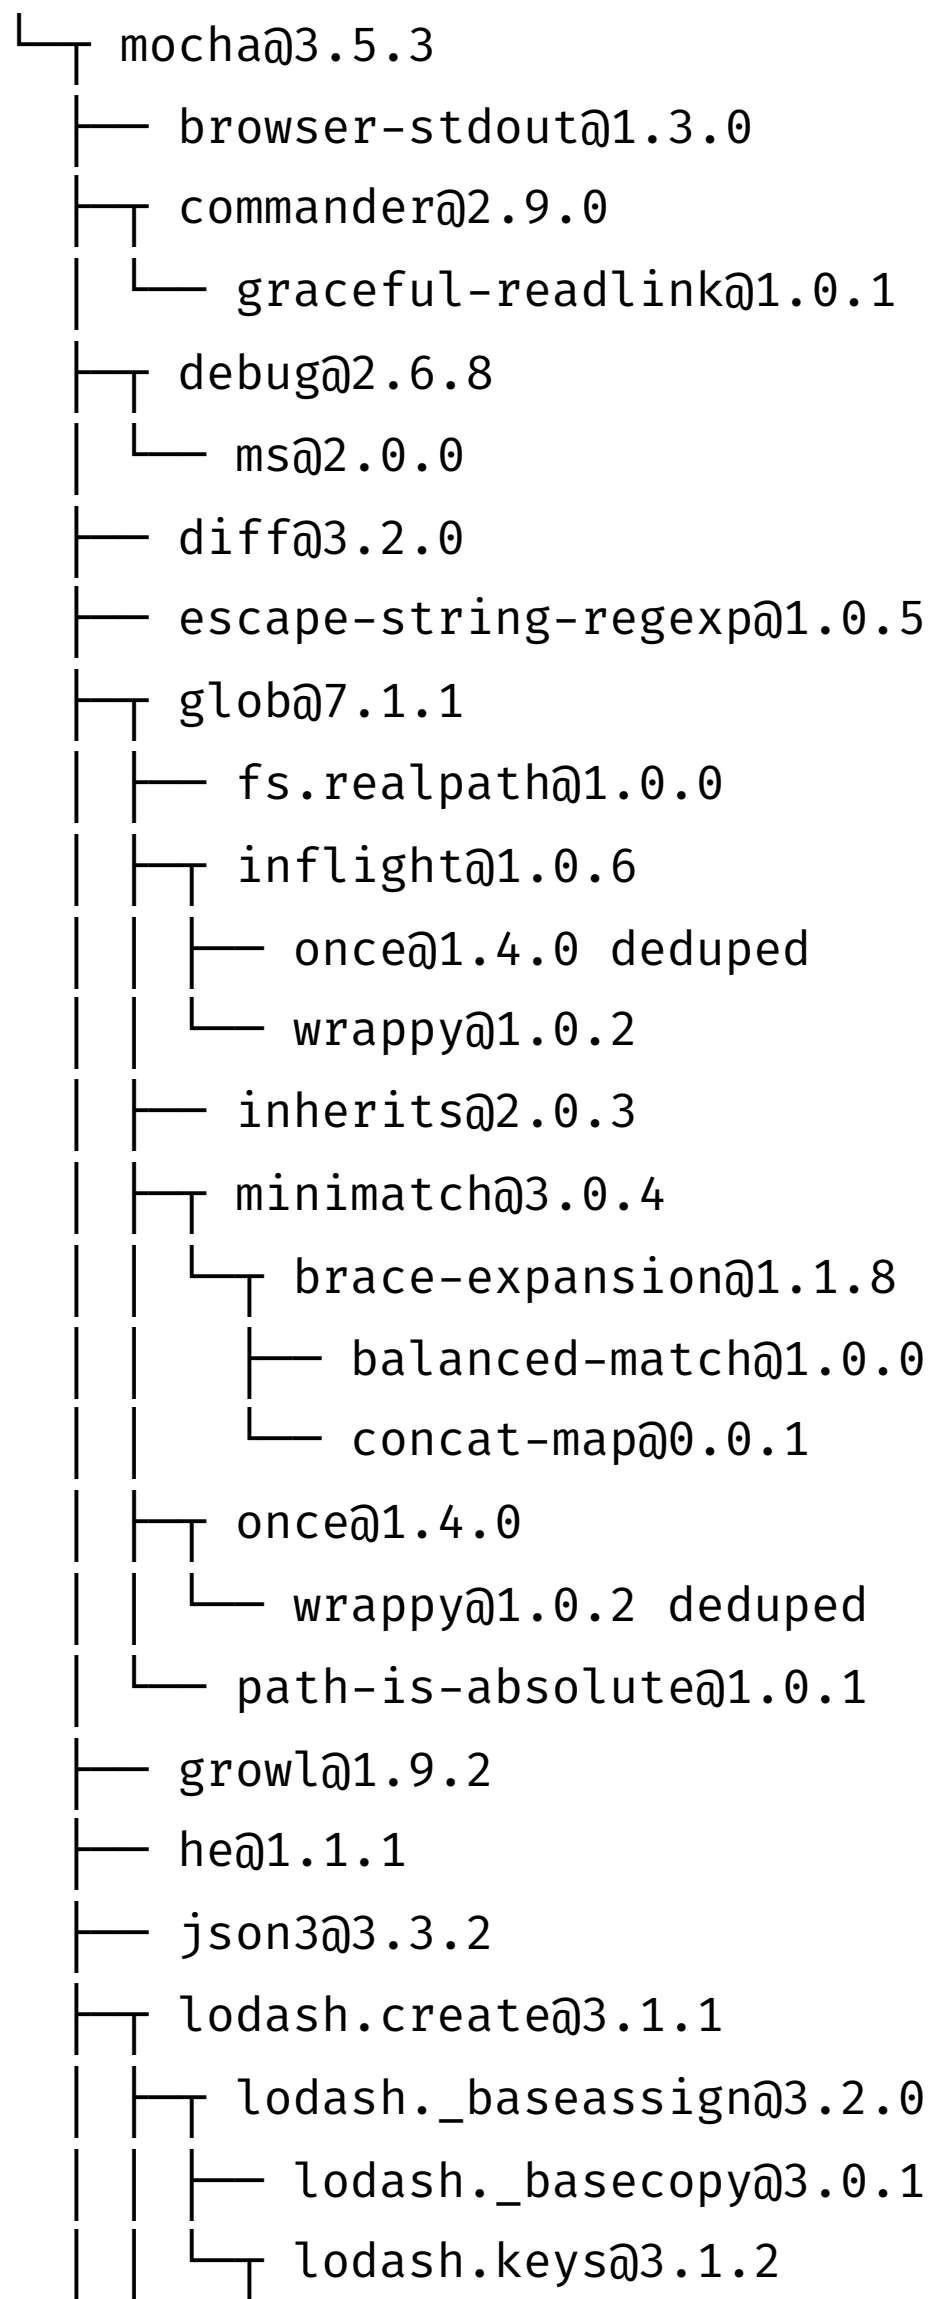 └─┬ mocha@3.5.3
  ├── browser-stdout@1.3.0
  ├─┬ commander@2.9.0
  │ └── graceful-readlink@1.0.1
  ├─┬ debug@2.6.8
  │ └── ms@2.0.0
  ├── diff@3.2.0
  ├── escape-string-regexp@1.0.5
  ├─┬ glob@7.1.1
  │ ├── fs.realpath@1.0.0
  │ ├─┬ inflight@1.0.6
  │ │ ├── once@1.4.0 deduped
  │ │ └── wrappy@1.0.2
  │ ├── inherits@2.0.3
  │ ├─┬ minimatch@3.0.4
  │ │ └─┬ brace-expansion@1.1.8
  │ │   ├── balanced-match@1.0.0
  │ │   └── concat-map@0.0.1
  │ ├─┬ once@1.4.0
  │ │ └── wrappy@1.0.2 deduped
  │ └── path-is-absolute@1.0.1
  ├── growl@1.9.2
  ├── he@1.1.1
  ├── json3@3.3.2
  ├─┬ lodash.create@3.1.1
  │ ├─┬ lodash._baseassign@3.2.0
  │ │ ├── lodash._basecopy@3.0.1
  │ │ └─┬ lodash.keys@3.1.2